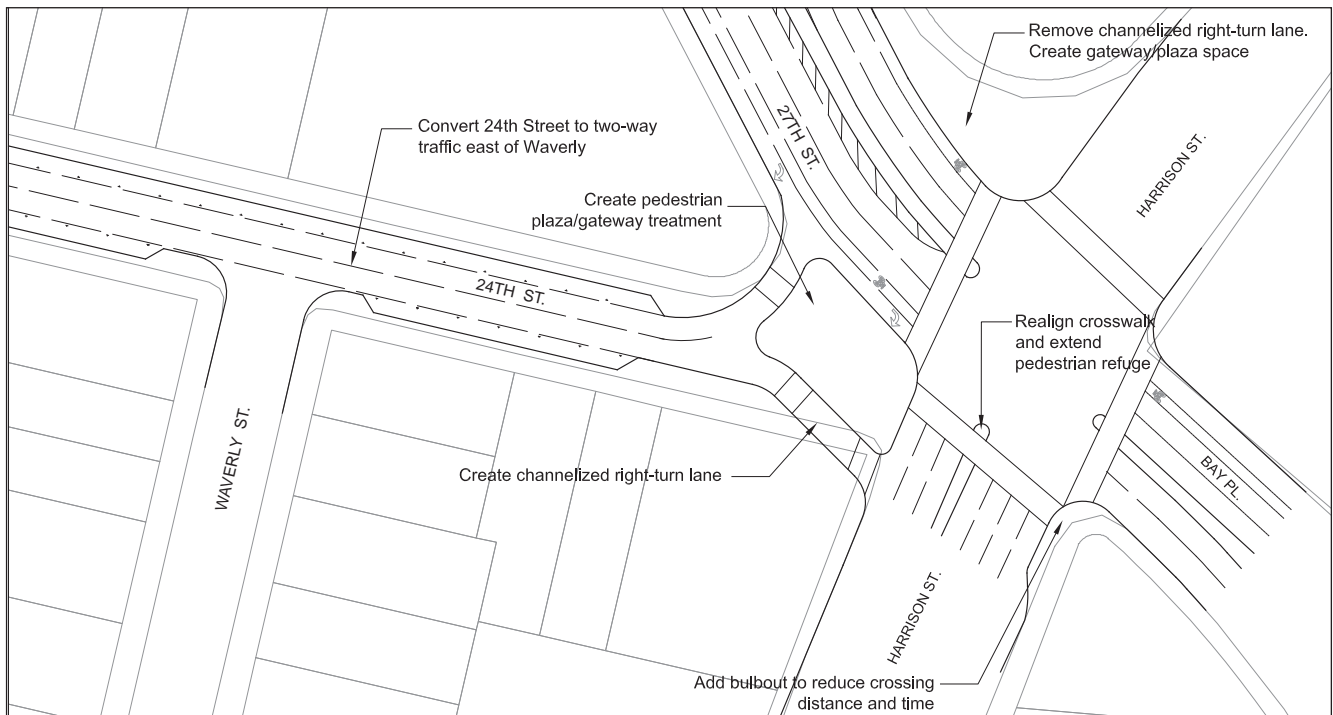 Remove channelized right-turn lane.
Create gateway/plaza space
27TH ST.
HARRISON ST.
Convert 24th Street to two-way
traffic east of Waverly
Create pedestrian
plaza/gateway treatment
24TH ST.
Realign crosswalk
and extend
pedestrian refuge
WAVERLY ST.
Create channelized right-turn lane
BAY PL.
HARRISON ST.
Add bulbout to reduce crossing
distance and time